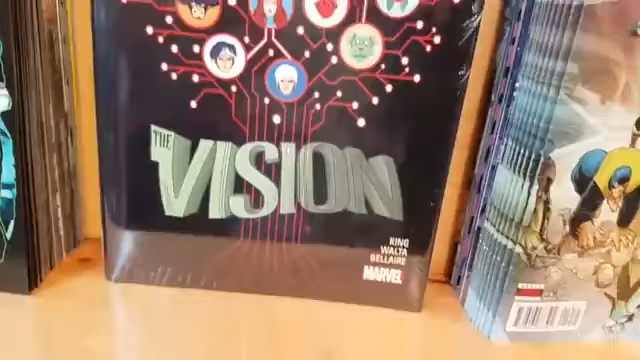 THE
VISION
KING
WALTA
BELLAIRE
MARVEL